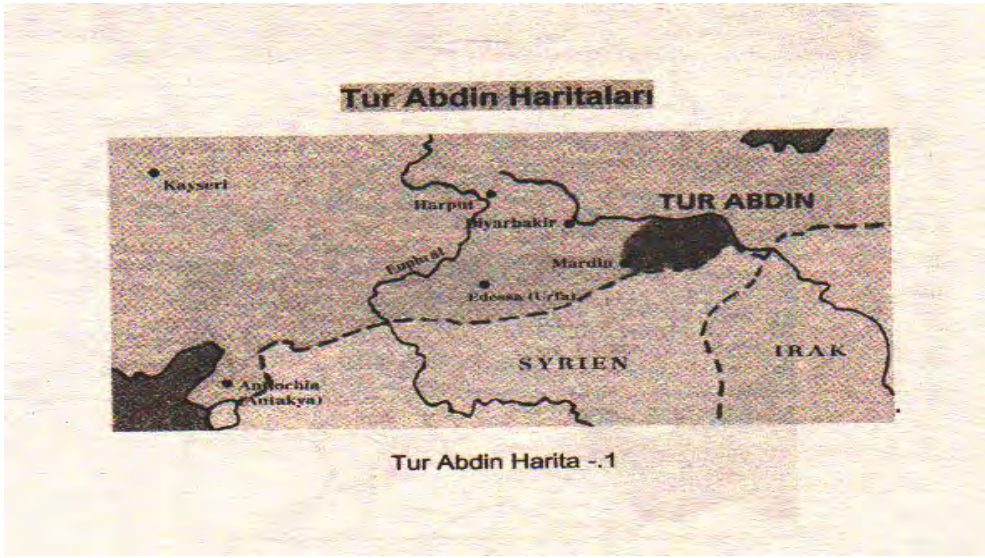 Tur Abdin Haritaları
Kayseri
Harput
TUR ABDIN
Diyarbakir
Mardin
Euphrat
Edessa (Urfa)
SYRIEN
IRAK
Antiochia
(Antakya)
Tur Abdin Harita -.1